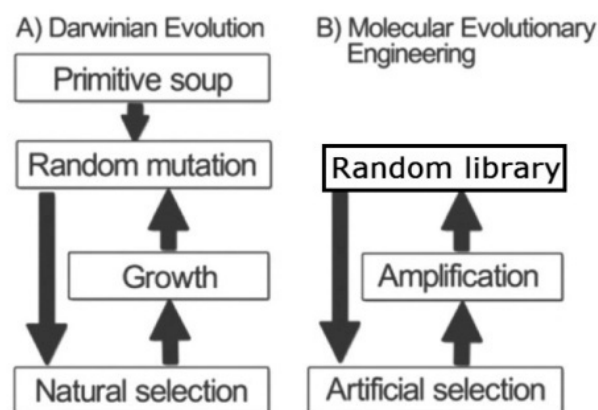 A) Darwinian Evolution
Primitive soup
Random mutation
Growth
Natural selection
B) Molecular Evolutionary
Engineering
Random library
Amplification
Artificial selection